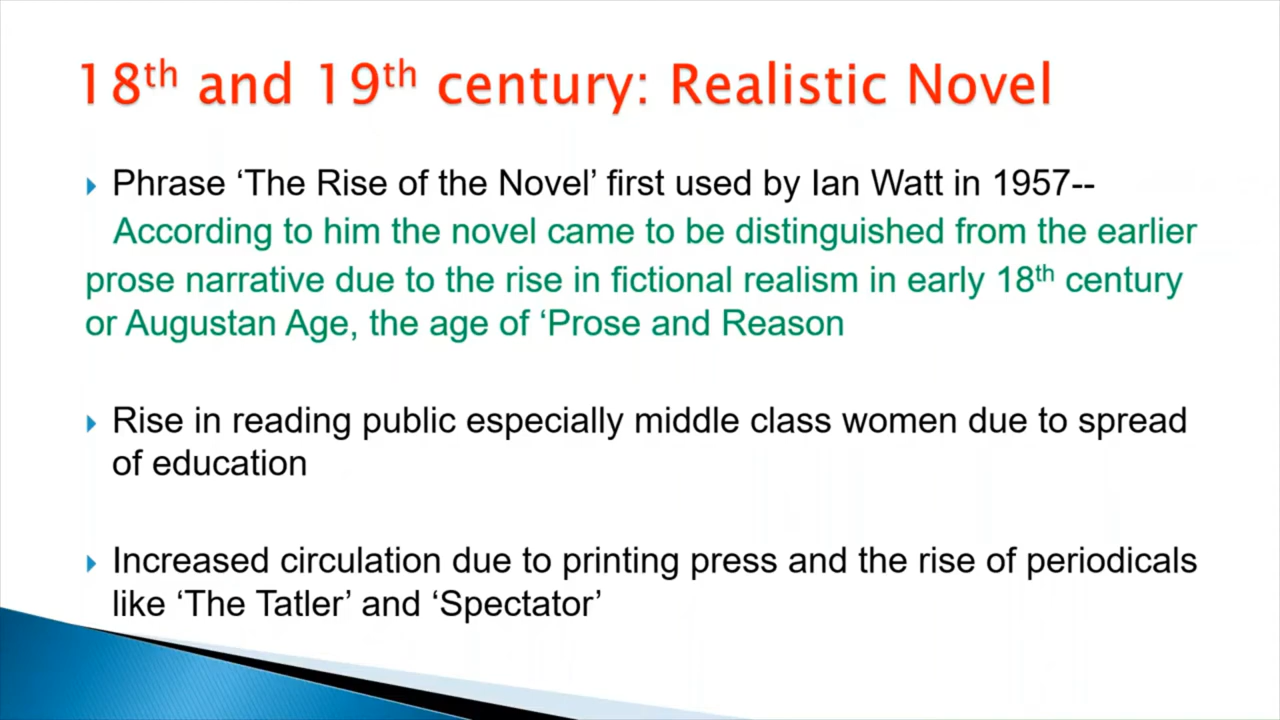 18th and 19th century: Realistic Novel
Phrase ‘The Rise of the Novel’ first used by Ian Watt in 1957--
According to him the novel came to be distinguished from the earlier
prose narrative due to the rise in fictional realism in early 18th century
or Augustan Age, the age of ‘Prose and Reason
Rise in reading public especially middle class women due to spread
of education
Increased circulation due to printing press and the rise of periodicals
like ‘The Tatler’ and ‘Spectator’